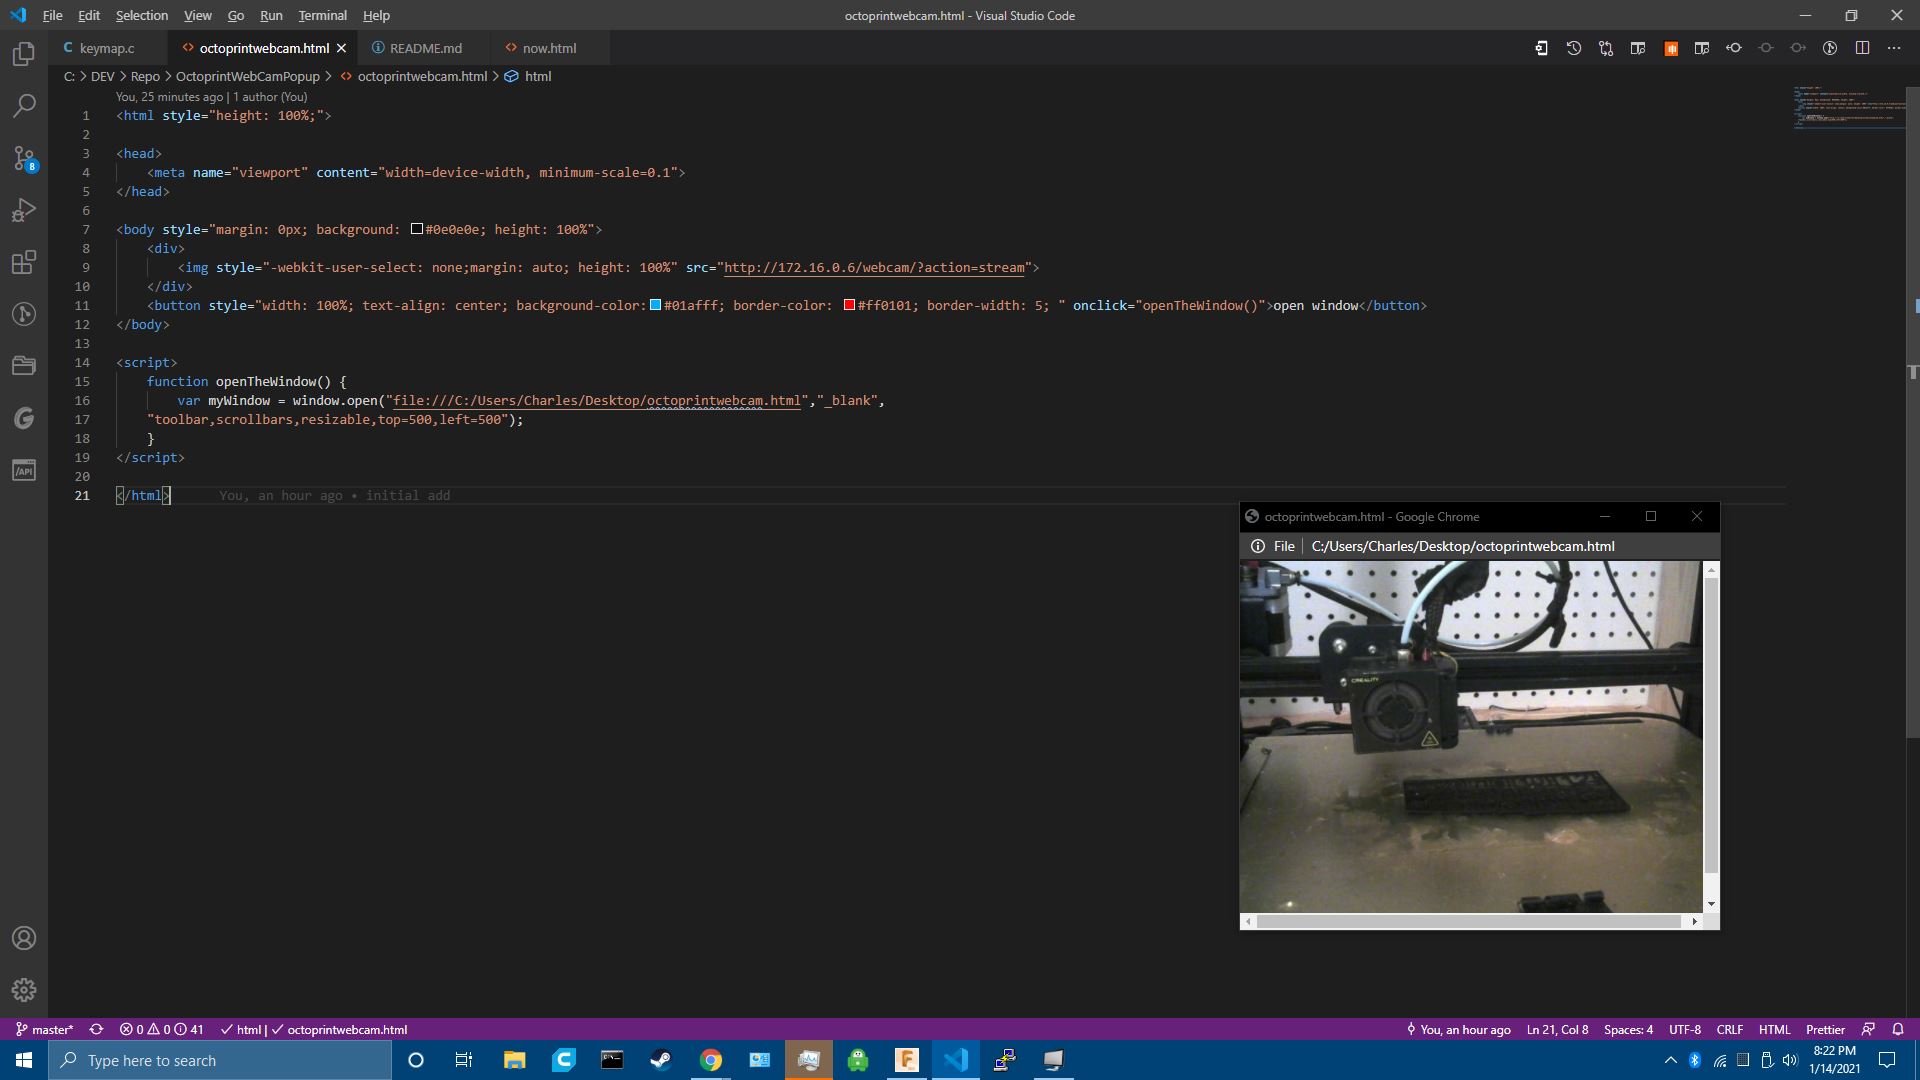 File Edit Selection View Go Run Terminal Help
octoprintwebcam.html - Visual Studio Code
keymap.c octoprintwebcam.html README.md now.html
C: > DEV > Repo > OctoprintWebCamPopup > octoprintwebcam.html > html
You, 25 minutes ago | 1 author (You)
1 <html style="height: 100%;">
2
3 <head>
4 <meta name="viewport" content="width=device-width, minimum-scale=0.1">
5 </head>
6
7 <body style="margin: 0px; background: #0e0e0e; height: 100%">
8 <div>
9 <img style="-webkit-user-select: none;margin: auto; height: 100%" src="http://172.16.0.6/webcam/?action=stream">
10 </div>
11 <button style="width: 100%; text-align: center; background-color:#01afff; border-color: #ff0101; border-width: 5; " onclick="openTheWindow()">open window</button>
12 </body>
13
14 <script>
15 function openTheWindow() {
16 var myWindow = window.open("file:///C:/Users/Charles/Desktop/octoprintwebcam.html","_blank",
17 "toolbar,scrollbars,resizable,top=500,left=500");
18 }
19 </script>
20
21 </html> You, an hour ago • initial add
octoprintwebcam.html - Google Chrome
File C:/Users/Charles/Desktop/octoprintwebcam.html
CREALITY
8
/API
master* 0 0 41 html | octoprintwebcam.html
You, an hour ago Ln 21, Col 8 Spaces: 4 UTF-8 CRLF HTML Prettier
Type here to search
8:22 PM
1/14/2021